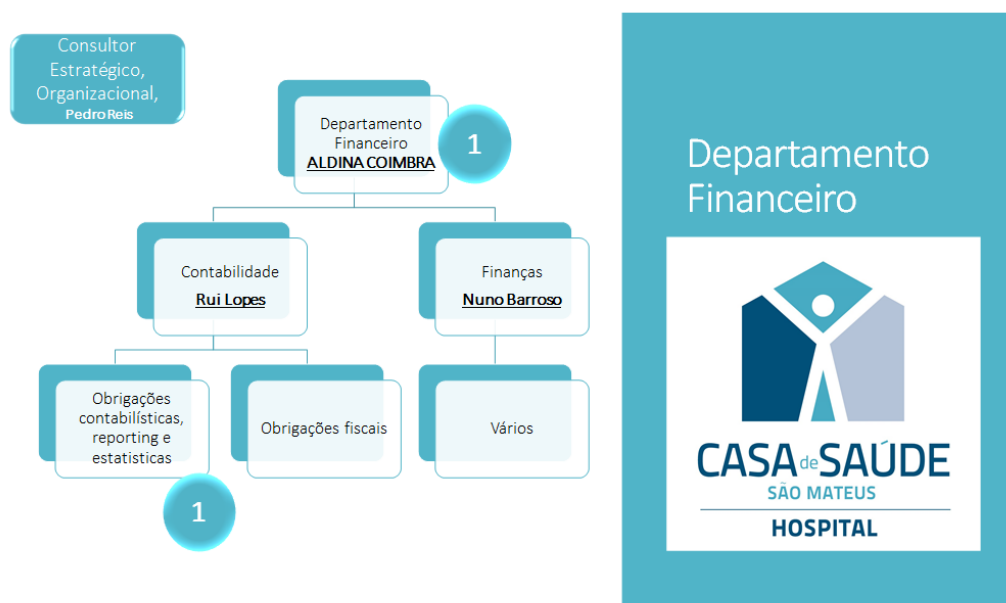 Consultor
Estratégico,
Organizacional,
Pedro Reis
Departamento
Financeiro
ALDINA COIMBRA
1
Contabilidade
Rui Lopes
Finanças
Nuno Barroso
Obrigações
contabilísticas,
reporting e
estatisticas
1
Obrigações fiscais
Vários
Departamento
Financeiro
CASA de SAÚDE
SÃO MATEUS
HOSPITAL